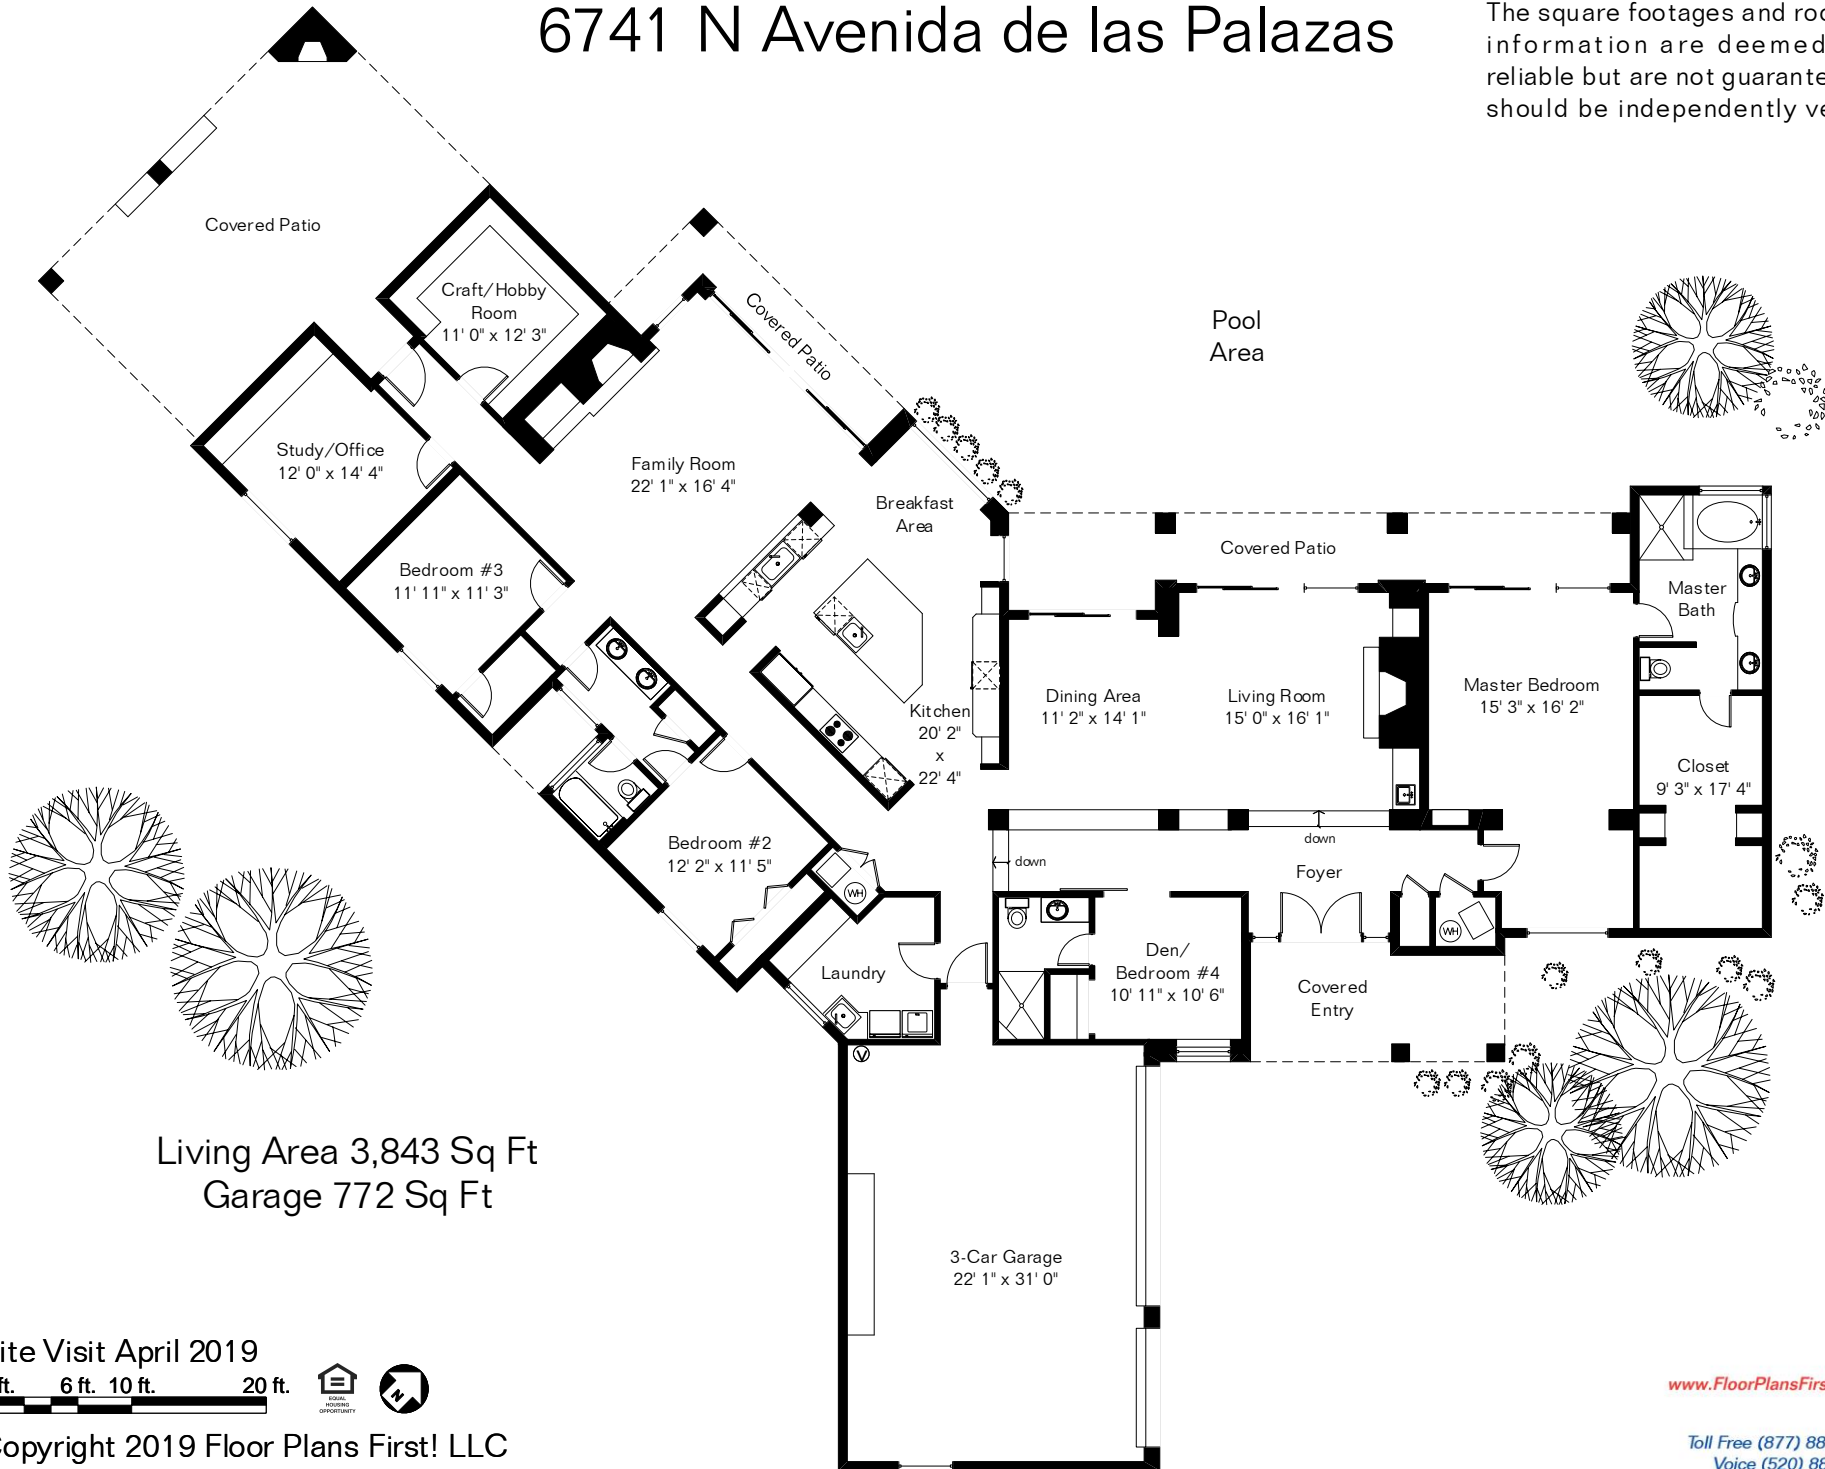 6741 N Avenida de las Palazas
The square footages and
information are deemed
reliable but are not
should be independently
Covered Patio
Craft/Hobby
Room
11' 0" x 12' 3"
Covered Patio
Pool
Area
Study/Office
12' 0" x 14' 4"
Family Room
22' 1" x 16' 4"
Breakfast
Area
Covered Patio
Bedroom #3
11' 11" x 11' 3"
Master
Bath
Kitchen
20' 2"
x
22' 4"
Dining Area
11' 2" x 14' 1"
Living Room
15' 0" x 16' 1"
Master Bedroom
15' 3" x 16' 2"
Closet
9' 3" x 17' 4"
Bedroom #2
12' 2" x 11' 5"
down
down
Foyer
WH
WH
Laundry
Den/
Bedroom #4
10' 11" x 10' 6"
Covered
Entry
V
Living Area 3,843 Sq Ft
Garage 772 Sq Ft
3-Car Garage
22' 1" x 31' 0"
Visit April 2019
ft. 6 ft. 10 ft. 20 ft.
EQUAL
HOUSING
OPPORTUNITY
N
Copyright 2019 Floor Plans First! LLC
www.FloorPlansFirs
Toll Free (877) 88
Voice (520) 88